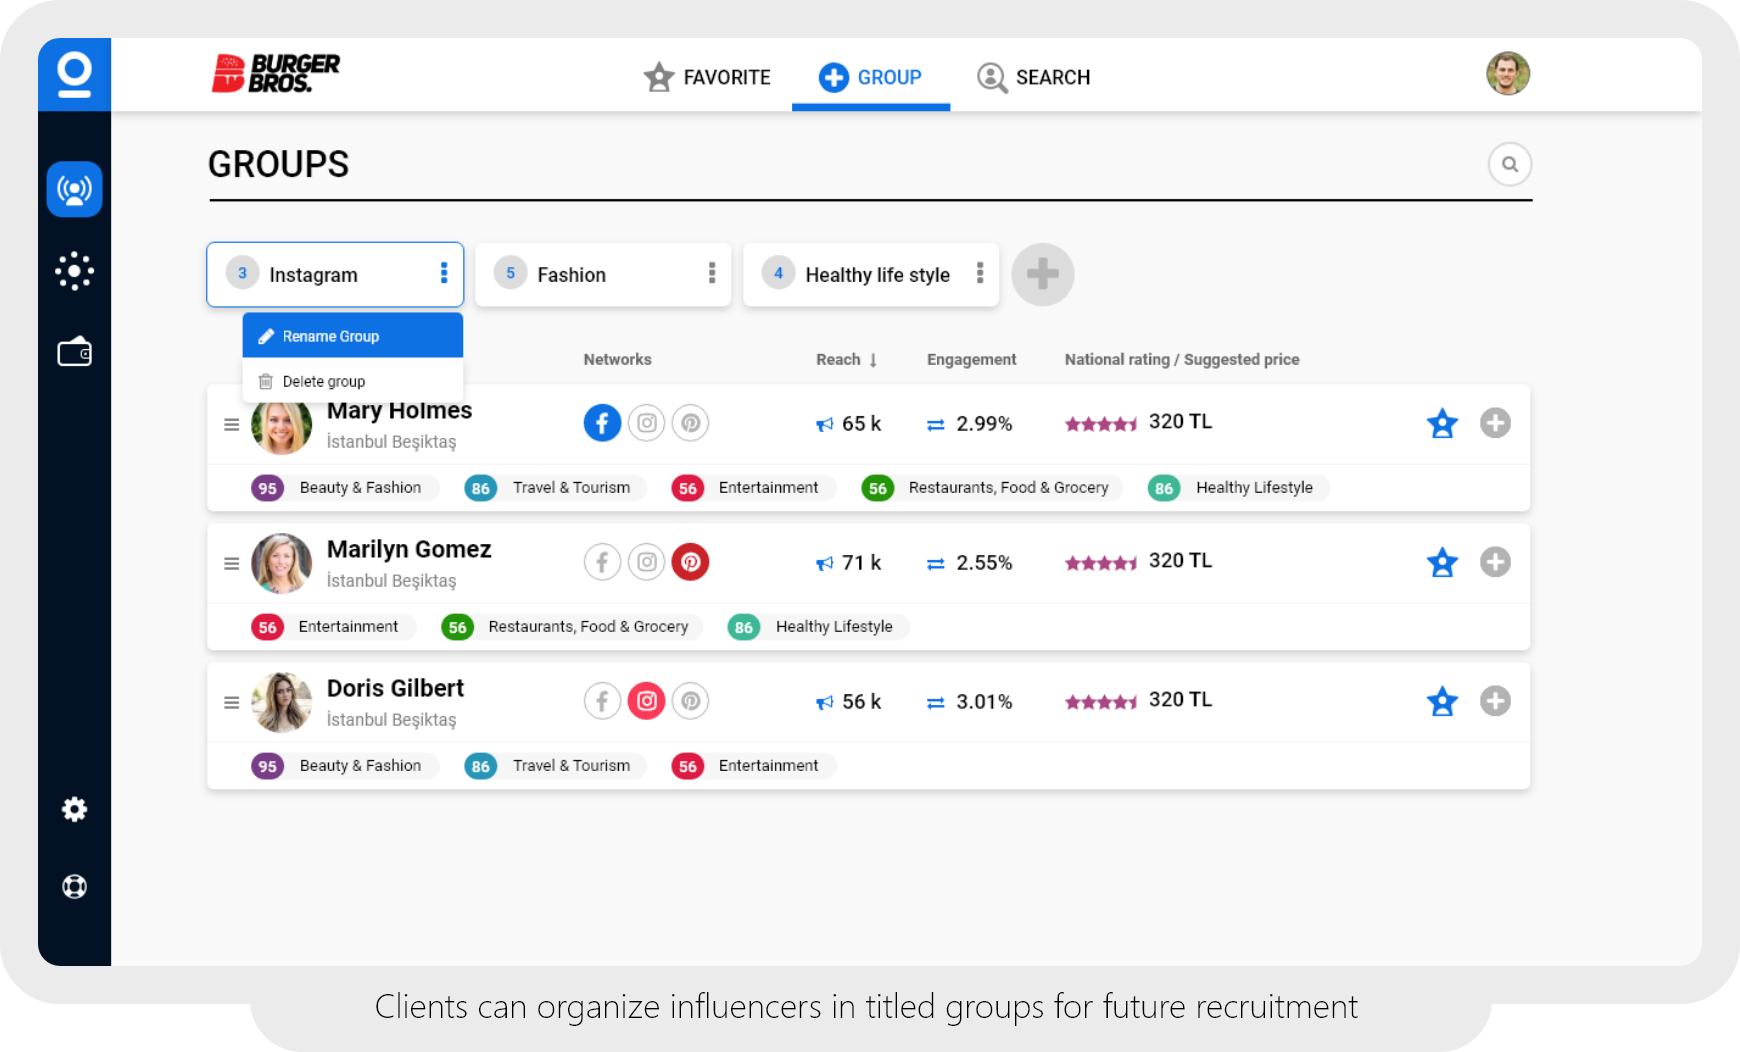 BURGER
BROS.
FAVORITE
GROUP
SEARCH
GROUPS
3 Instagram
5 Fashion
4 Healthy life style
Rename Group
Delete group
Networks
Reach ↓
Engagement
National rating / Suggested price
Mary Holmes
İstanbul Beşiktaş
65 k
2.99%
320 TL
95 Beauty & Fashion
86 Travel & Tourism
56 Entertainment
56 Restaurants, Food & Grocery
86 Healthy Lifestyle
Marilyn Gomez
İstanbul Beşiktaş
71 k
2.55%
320 TL
56 Entertainment
56 Restaurants, Food & Grocery
86 Healthy Lifestyle
Doris Gilbert
İstanbul Beşiktaş
56 k
3.01%
320 TL
95 Beauty & Fashion
86 Travel & Tourism
56 Entertainment
Clients can organize influencers in titled groups for future recruitment